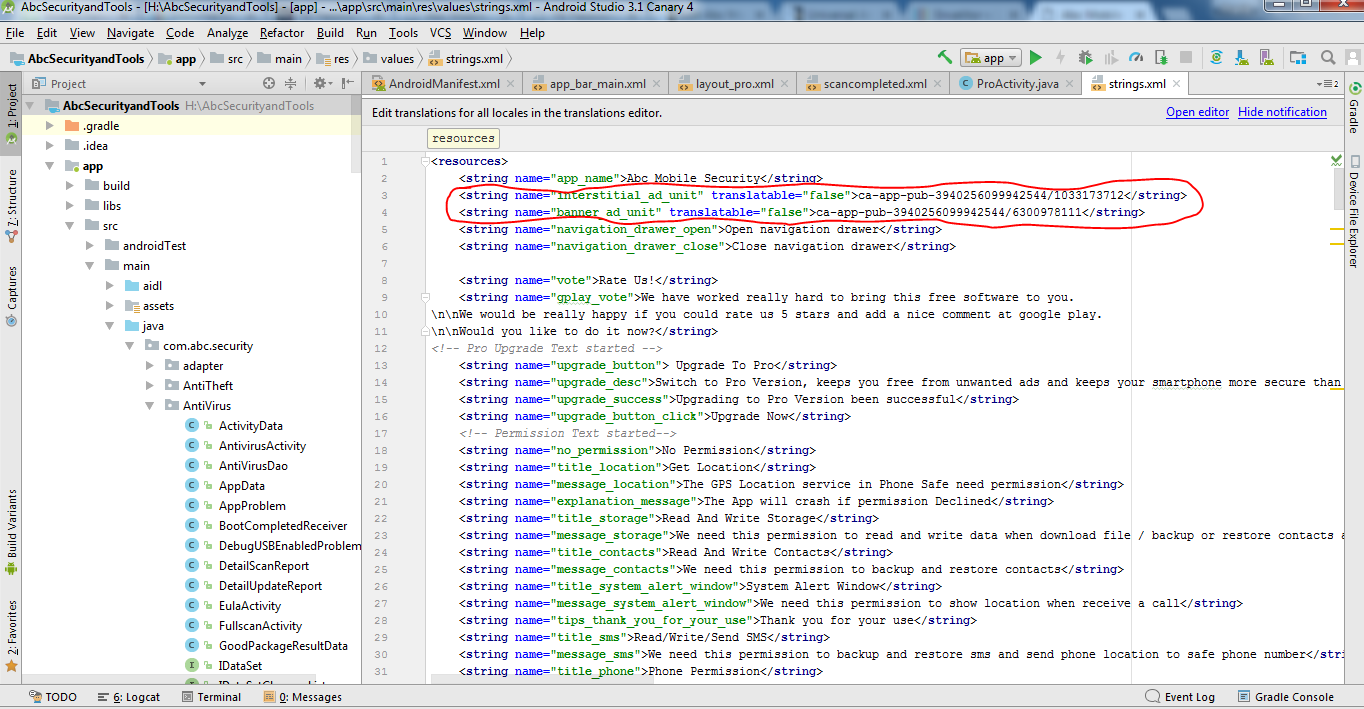 AbcSecurityandTools - [H:\AbcSecurityandTools] - [app] - ...\app\src\main\res\values\strings.xml - Android Studio 3.1 Canary 4
File Edit View Navigate Code Analyze Refactor Build Run Tools VCS Window Help
AbcSecurityandTools app src main res values strings.xml app
Project
AndroidManifest.xml app_bar_main.xml layout_pro.xml scancompleted.xml ProActivity.java strings.xml 2
1: Project
7: Structure
Captures
Build Variants
2: Favorites
AbcSecurityandTools H:\AbcSecurityandTools
.gradle
.idea
app
build
libs
src
androidTest
main
aidl
assets
java
com.abc.security
adapter
AntiTheft
AntiVirus
ActivityData
AntivirusActivity
AntiVirusDao
AppData
AppProblem
BootCompletedReceiver
DebugUSBEnabledProblem
DetailScanReport
DetailUpdateReport
EulaActivity
FullscanActivity
GoodPackageResultData
IDataSet
Edit translations for all locales in the translations editor. Open editor Hide notification
resources
1 <resources>
2 <string name="app_name">Abc Mobile Security</string>
3 <string name="interstitial_ad_unit" translatable="false">ca-app-pub-3940256099942544/1033173712</string>
4 <string name="banner_ad_unit" translatable="false">ca-app-pub-3940256099942544/6300978111</string>
5 <string name="navigation_drawer_open">Open navigation drawer</string>
6 <string name="navigation_drawer_close">Close navigation drawer</string>
7
8 <string name="vote">Rate Us!</string>
9 <string name="gplay_vote">We have worked really hard to bring this free software to you.
10 \n\nWe would be really happy if you could rate us 5 stars and add a nice comment at google play.
11 \n\nWould you like to do it now?</string>
12 <!-- Pro Upgrade Text started -->
13 <string name="upgrade_button"> Upgrade To Pro</string>
14 <string name="upgrade_desc">Switch to Pro Version, keeps you free from unwanted ads and keeps your smartphone more secure than
15 <string name="upgrade_success">Upgrading to Pro Version been successful</string>
16 <string name="upgrade_button_click">Upgrade Now</string>
17 <!-- Permission Text started-->
18 <string name="no_permission">No Permission</string>
19 <string name="title_location">Get Location</string>
20 <string name="message_location">The GPS Location service in Phone Safe need permission</string>
21 <string name="explanation_message">The App will crash if permission Declined</string>
22 <string name="title_storage">Read And Write Storage</string>
23 <string name="message_storage">We need this permission to read and write data when download file / backup or restore contacts a
24 <string name="title_contacts">Read And Write Contacts</string>
25 <string name="message_contacts">We need this permission to backup and restore contacts</string>
26 <string name="title_system_alert_window">System Alert Window</string>
27 <string name="message_system_alert_window">We need this permission to show location when receive a call</string>
28 <string name="tips_thank_you_for_your_use">Thank you for your use</string>
29 <string name="title_sms">Read/Write/Send SMS</string>
30 <string name="message_sms">We need this permission to backup and restore sms and send phone location to safe phone number</stri
31 <string name="title_phone">Phone Permission</string>
Gradle
Device File Explorer
TODO 6: Logcat Terminal 0: Messages Event Log Gradle Console